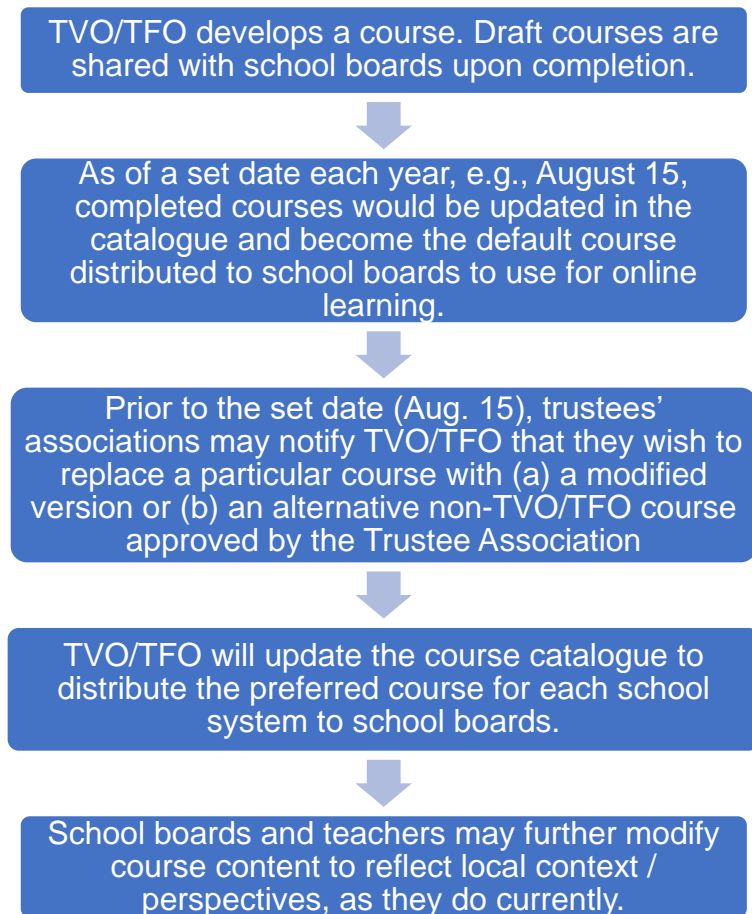 TVO/TFO develops a course. Draft courses are
shared with school boards upon completion.
As of a set date each year, e.g., August 15,
completed courses would be updated in the
catalogue and become the default course
distributed to school boards to use for online
learning.
Prior to the set date (Aug. 15), trustees’
associations may notify TVO/TFO that they wish to
replace a particular course with (a) a modified
version or (b) an alternative non-TVO/TFO course
approved by the Trustee Association
TVO/TFO will update the course catalogue to
distribute the preferred course for each school
system to school boards.
School boards and teachers may further modify
course content to reflect local context /
perspectives, as they do currently.